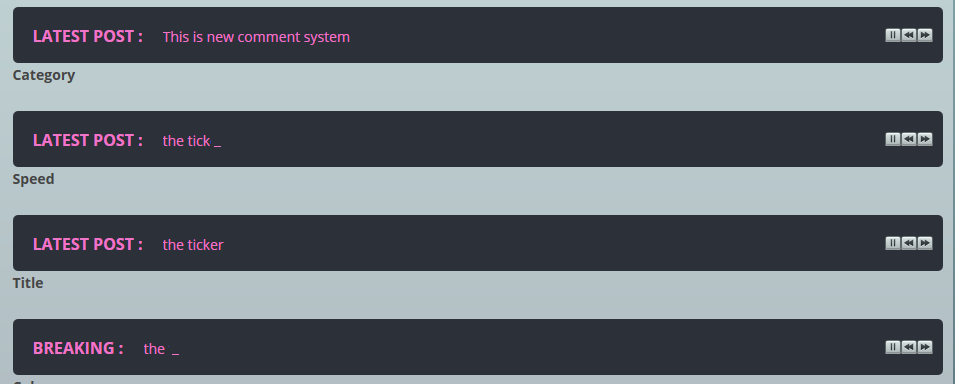 LATEST POST : This is new comment system
Category
LATEST POST : the tick _
Speed
LATEST POST : the ticker
Title
BREAKING : the _